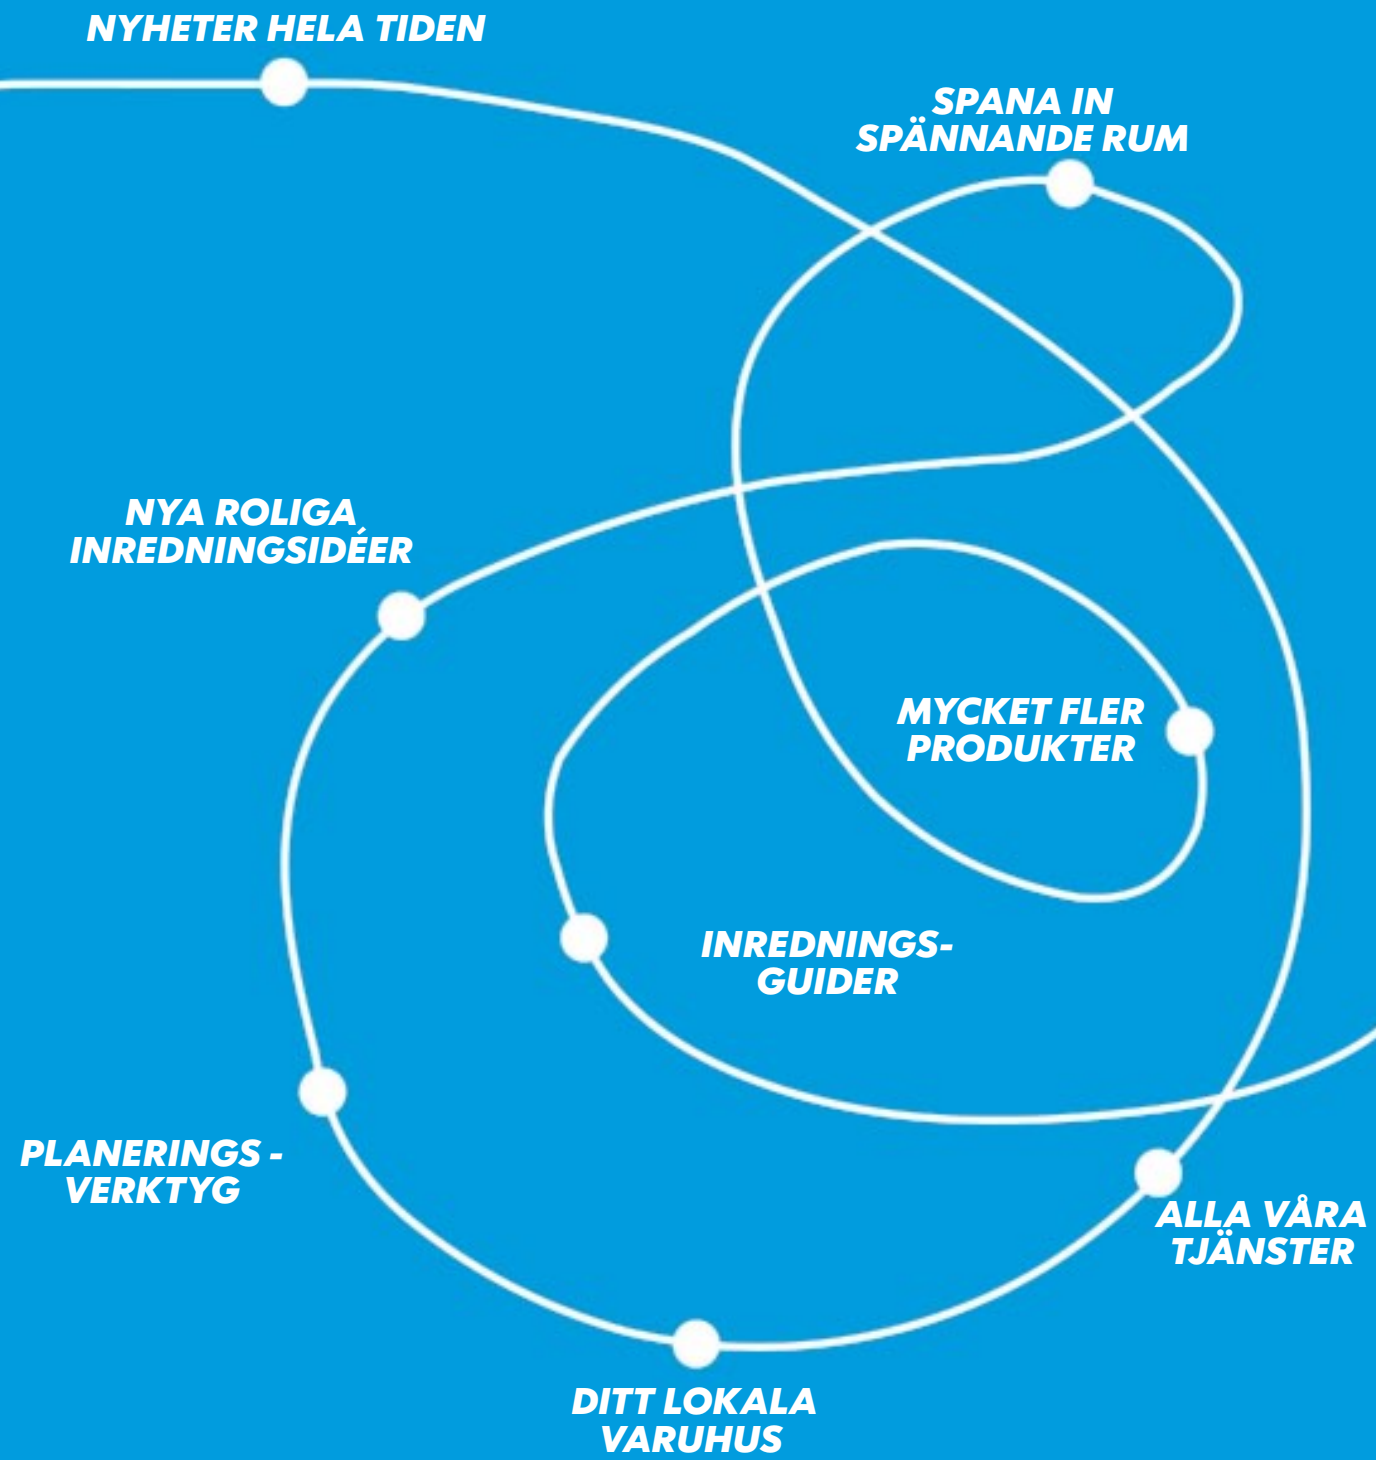 NYHETER HELA TIDEN
SPANA IN
SPÄNNANDE RUM
NYA ROLIGA
INREDNINGSIDÉER
MYCKET FLER
PRODUKTER
INREDNINGS-
GUIDER
PLANERINGS -
VERKTYG
ALLA VÅRA
TJÄNSTER
DITT LOKALA
VARUHUS